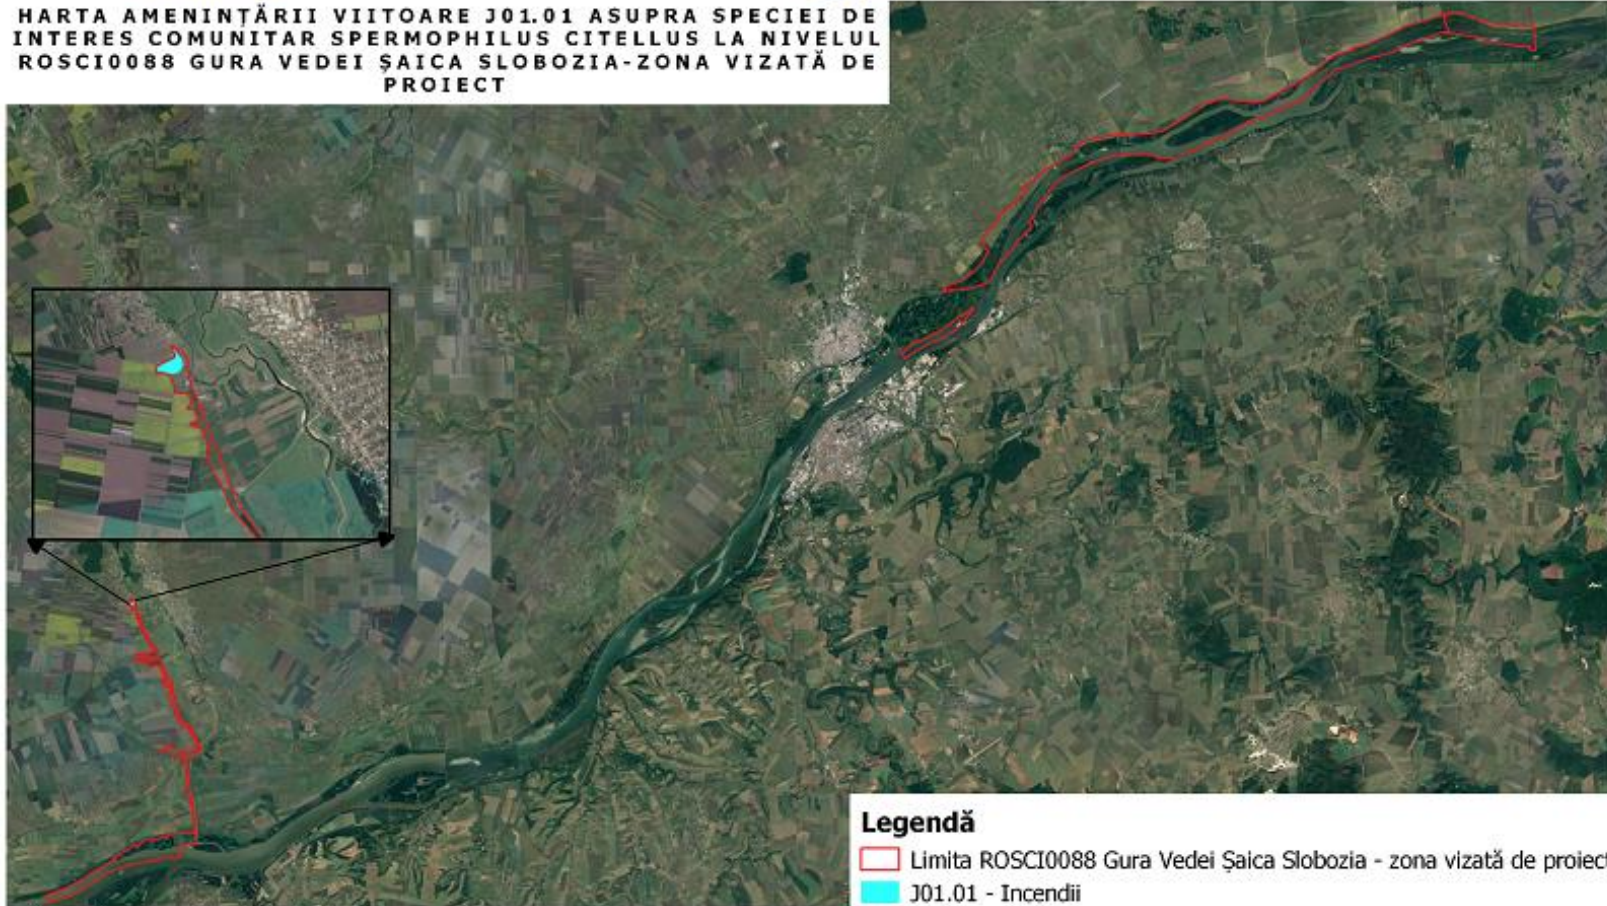 HARTA AMENINȚĂRII VIITOARE J01.01 ASUPRA SPECIEI DE
INTERES COMUNITAR SPERMOPHILUS CITELLUS LA NIVELUL
ROSCI0088 GURA VEDEI ȘAICA SLOBOZIA-ZONA VIZATĂ DE
PROIECT
Legendă
Limita ROSCI0088 Gura Vedei Șaica Slobozia - zona vizată de proiect
J01.01 - Incendii